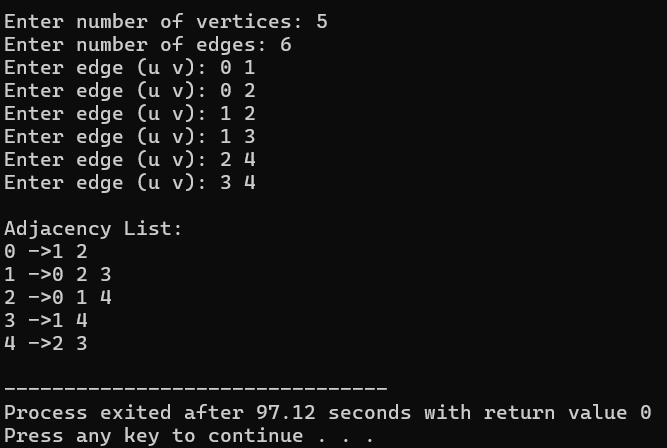 Enter number of vertices: 5
Enter number of edges: 6
Enter edge (u v): 0 1
Enter edge (u v): 0 2
Enter edge (u v): 1 2
Enter edge (u v): 1 3
Enter edge (u v): 2 4
Enter edge (u v): 3 4
Adjacency List:
0 ->1 2
1 ->0 2 3
2 ->0 1 4
3 ->1 4
4 ->2 3
--------------------------------
Process exited after 97.12 seconds with return value 0
Press any key to continue . . .